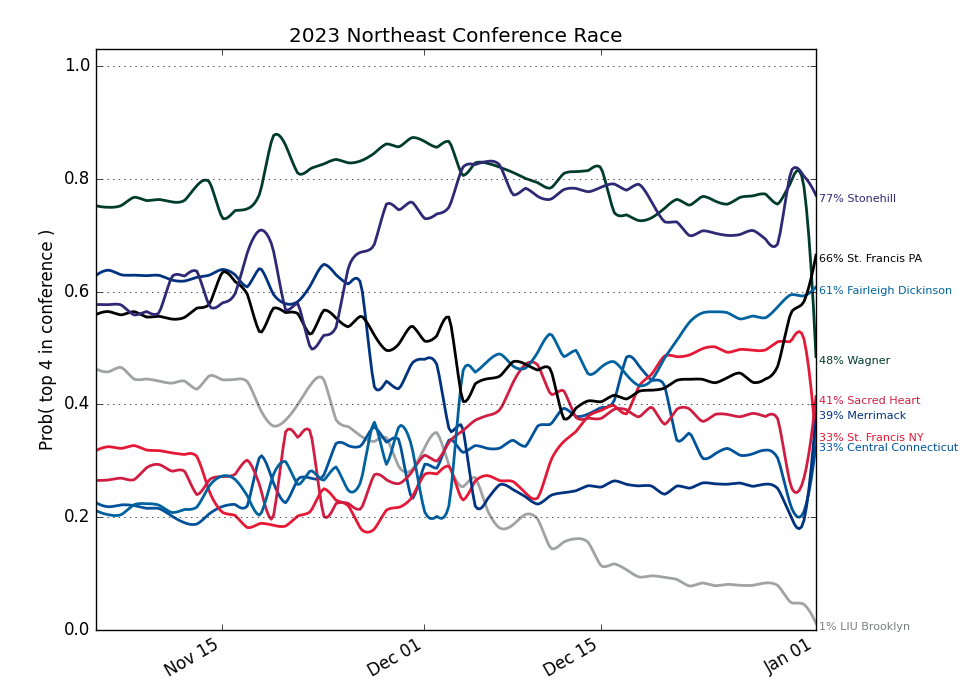 2023 Northeast Conference Race
Prob( top 4 in conference )
1.0
0.8
0.6
0.4
0.2
0.0
Nov 15
Dec 01
Dec 15
Jan 01
77% Stonehill
66% St. Francis PA
61% Fairleigh Dickinson
48% Wagner
41% Sacred Heart
39% Merrimack
33% St. Francis NY
33% Central Connecticut
1% LIU Brooklyn